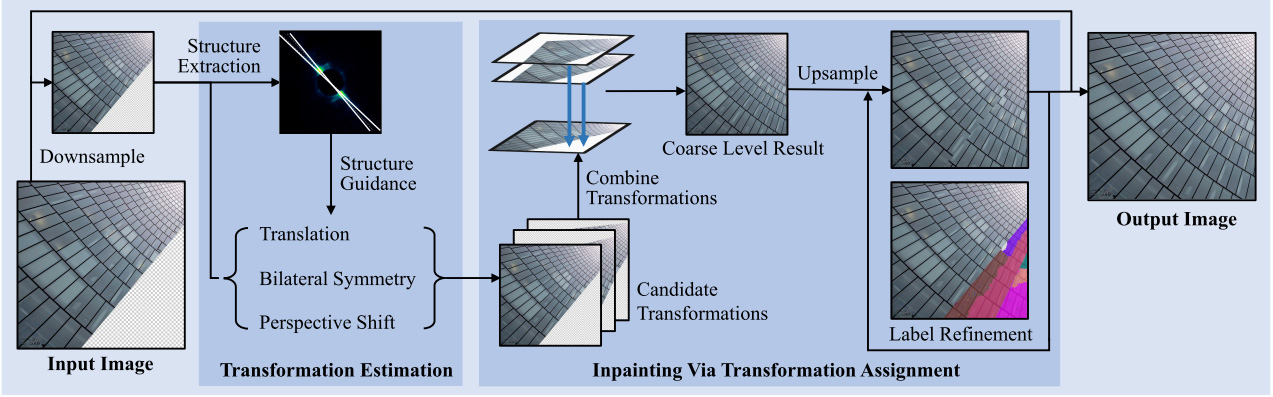 Downsample
Input Image
Structure
Extraction
Structure
Guidance
Translation
Bilateral Symmetry
Perspective Shift
Transformation Estimation
Combine
Transformations
Candidate
Transformations
Coarse Level Result
Upsample
Label Refinement
Inpainting Via Transformation Assignment
Output Image